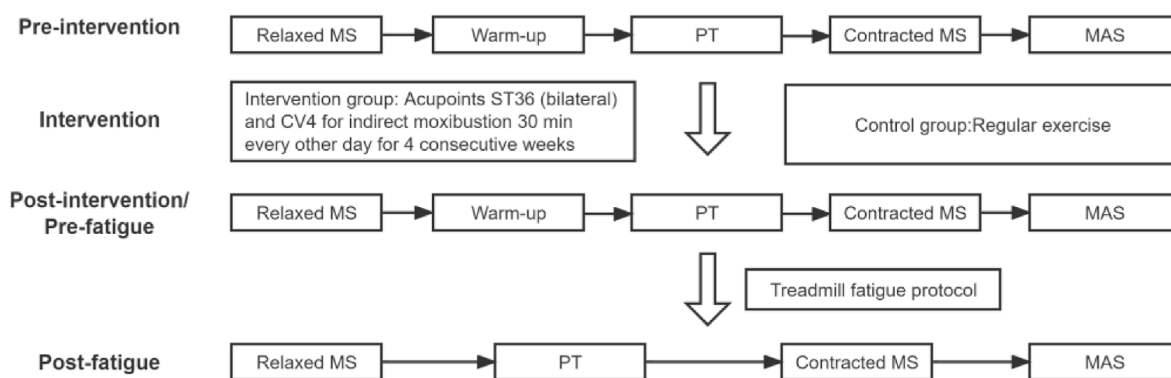 Pre-intervention
Relaxed MS
Warm-up
PT
Contracted MS
MAS
Intervention
Intervention group: Acupoints ST36 (bilateral)
and CV4 for indirect moxibustion 30 min
every other day for 4 consecutive weeks
Control group:Regular exercise
Post-intervention/
Pre-fatigue
Relaxed MS
Warm-up
PT
Contracted MS
MAS
Treadmill fatigue protocol
Post-fatigue
Relaxed MS
PT
Contracted MS
MAS